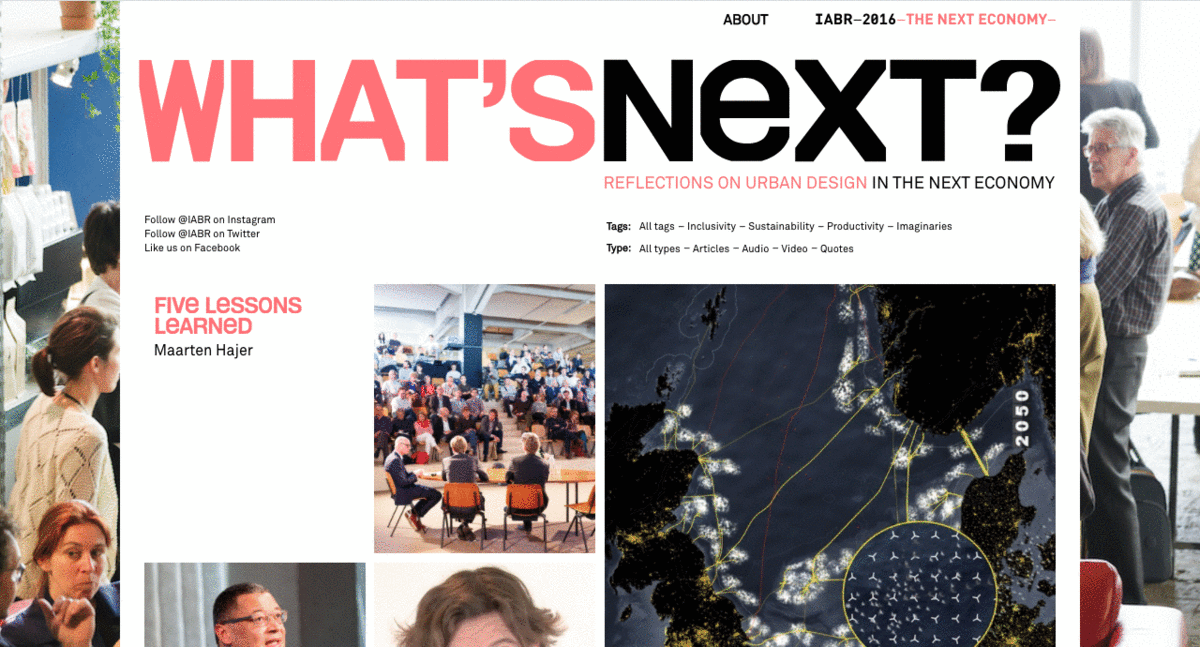 ABOUT
IABR–2016–THE NEXT ECONOMY–
WHAT'S NeXT?
REFLECTIONS ON URBAN DESIGN IN THE NEXT ECONOMY
Follow @IABR on Instagram
Follow @IABR on Twitter
Like us on Facebook
Tags: All tags – Inclusivity – Sustainability – Productivity – Imaginaries
Type: All types – Articles – Audio – Video – Quotes
FIVe LeSSONS
LeARNeD
Maarten Hajer
2050